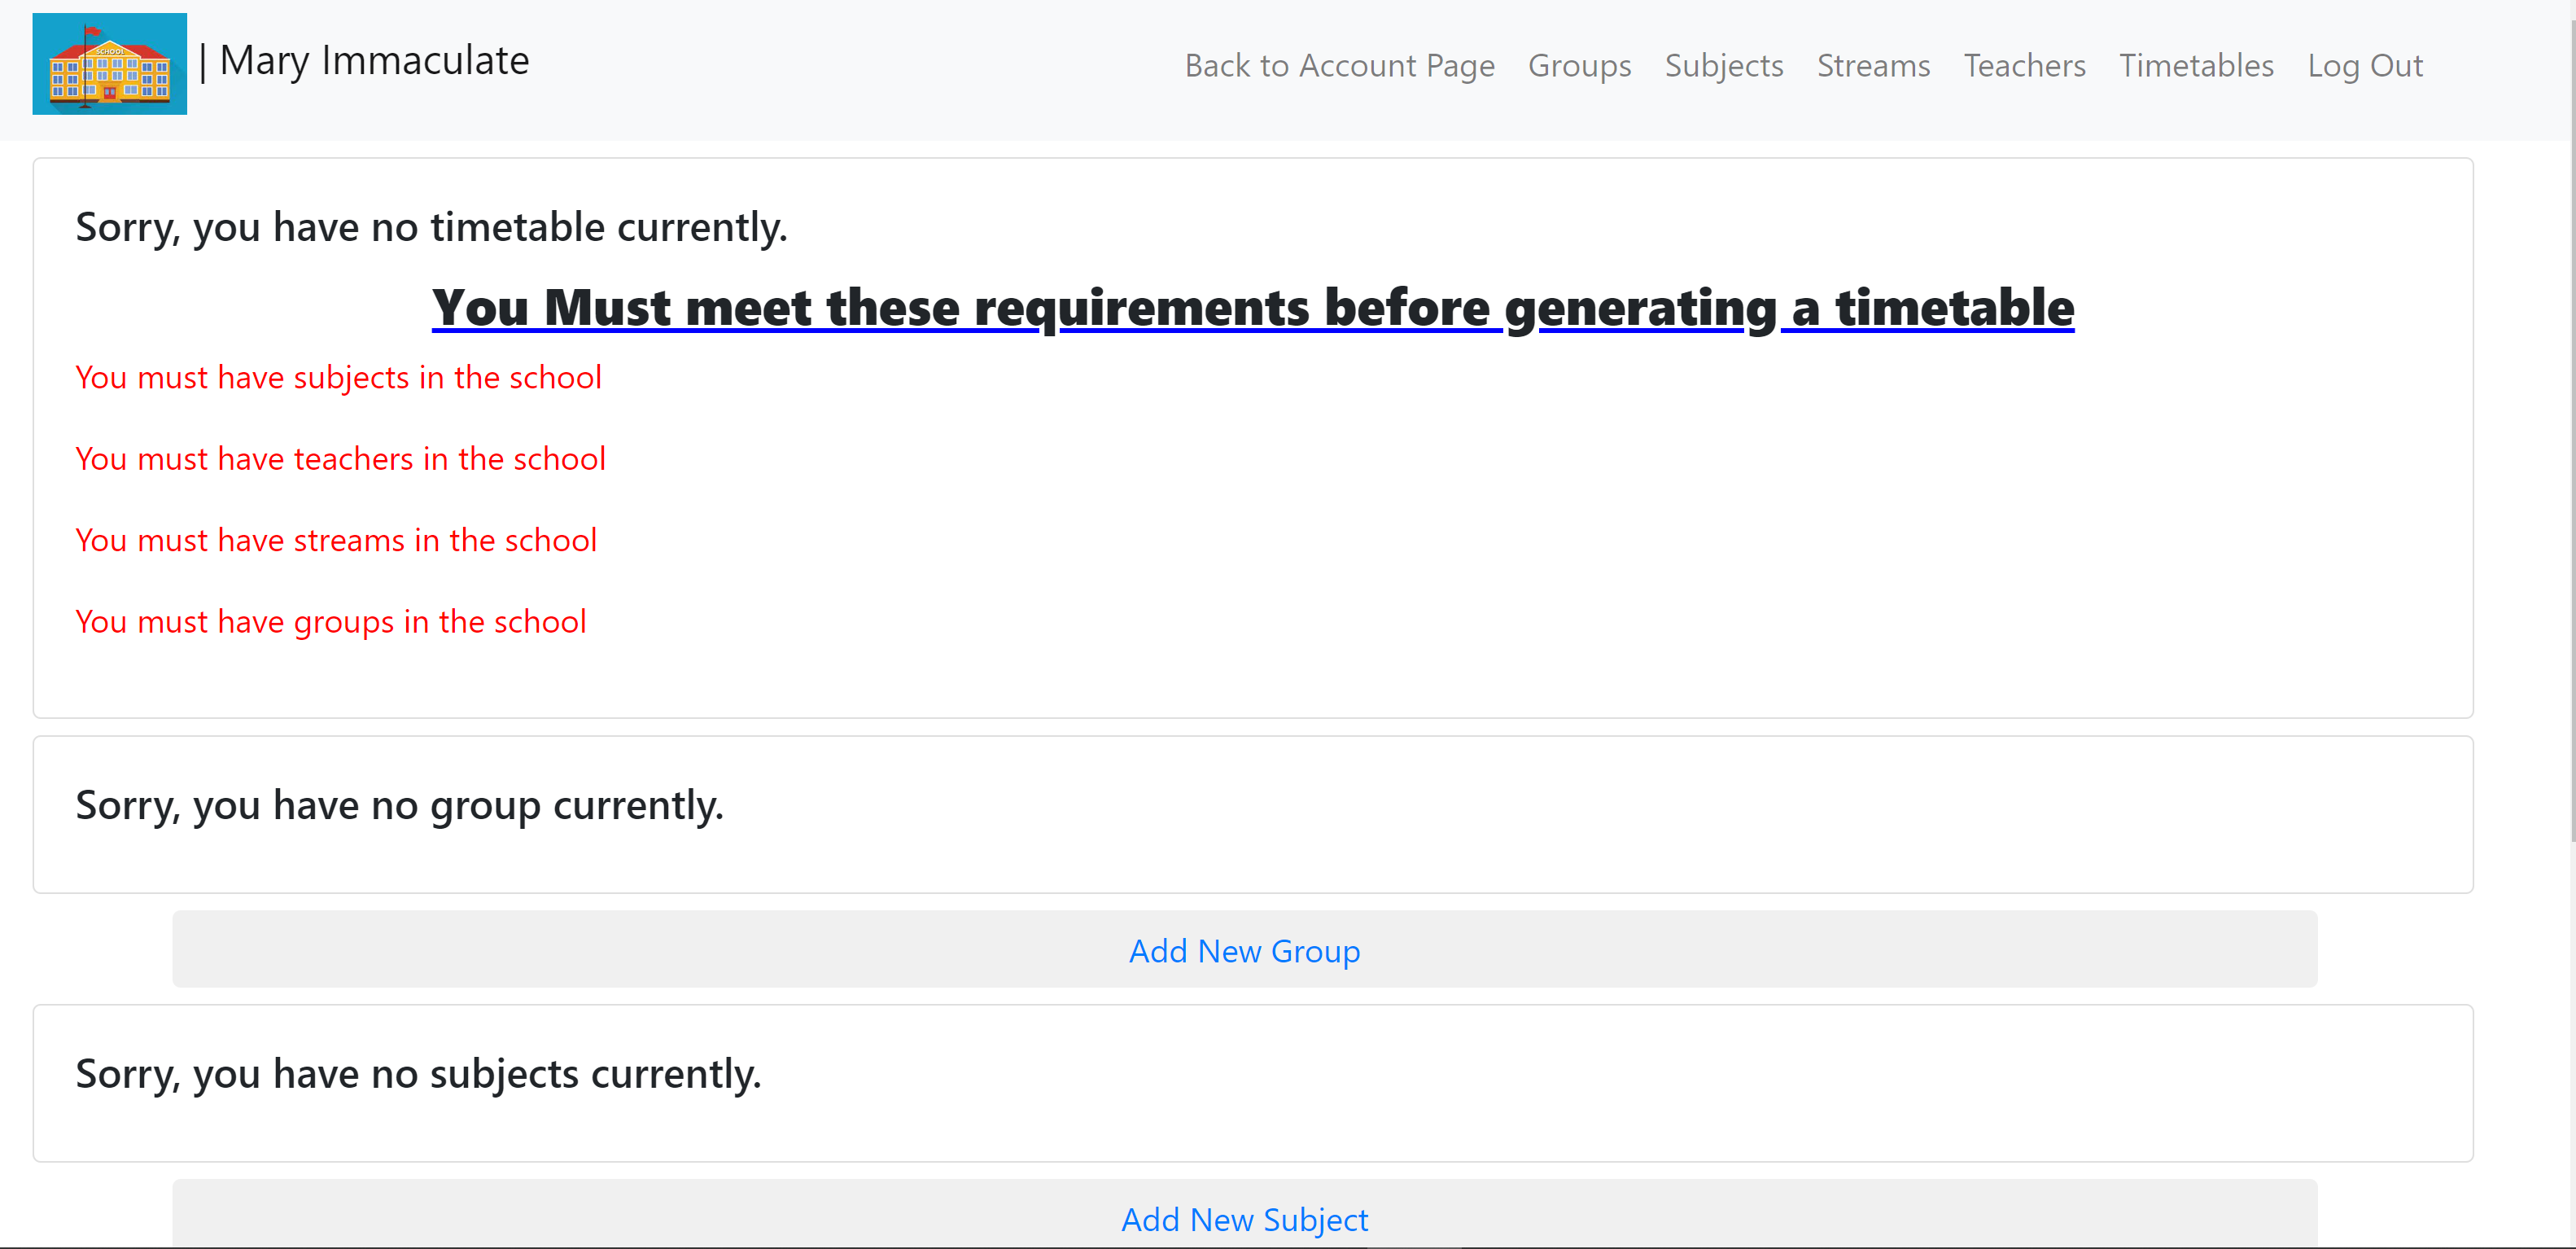 SCHOOL
| Mary Immaculate
Back to Account Page Groups Subjects Streams Teachers Timetables Log Out
Sorry, you have no timetable currently.
You Must meet these requirements before generating a timetable
You must have subjects in the school
You must have teachers in the school
You must have streams in the school
You must have groups in the school
Sorry, you have no group currently.
Add New Group
Sorry, you have no subjects currently.
Add New Subject